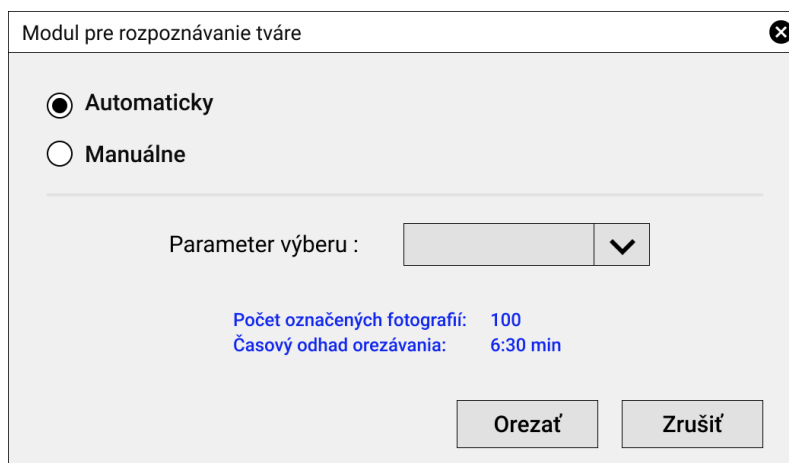 Modul pre rozpoznávanie tváre
Automaticky
Manuálne
Parameter výberu :
Počet označených fotografií: 100
Časový odhad orezávania: 6:30 min
Orezať Zrušiť